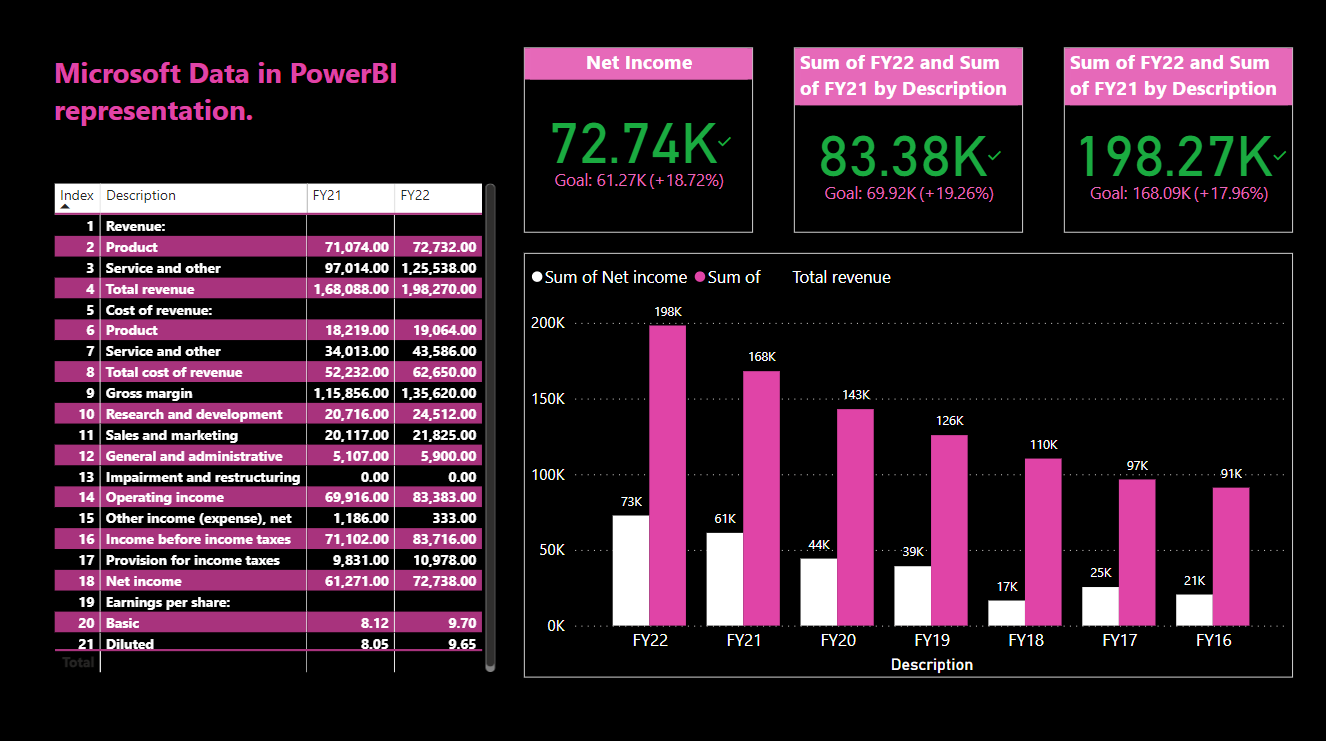 Microsoft Data in PowerBI
representation.
Net Income
72.74K
Goal: 61.27K (+18.72%)
Sum of FY22 and Sum
of FY21 by Description
83.38K
Goal: 69.92K (+19.26%)
Sum of FY22 and Sum
of FY21 by Description
198.27K
Goal: 168.09K (+17.96%)
Index Description FY21 FY22
1 Revenue:
2 Product 71,074.00 72,732.00
3 Service and other 97,014.00 1,25,538.00
4 Total revenue 1,68,088.00 1,98,270.00
5 Cost of revenue:
6 Product 18,219.00 19,064.00
7 Service and other 34,013.00 43,586.00
8 Total cost of revenue 52,232.00 62,650.00
9 Gross margin 1,15,856.00 1,35,620.00
10 Research and development 20,716.00 24,512.00
11 Sales and marketing 20,117.00 21,825.00
12 General and administrative 5,107.00 5,900.00
13 Impairment and restructuring 0.00 0.00
14 Operating income 69,916.00 83,383.00
15 Other income (expense), net 1,186.00 333.00
16 Income before income taxes 71,102.00 83,716.00
17 Provision for income taxes 9,831.00 10,978.00
18 Net income 61,271.00 72,738.00
19 Earnings per share:
20 Basic 8.12 9.70
21 Diluted 8.05 9.65
Total
Sum of Net income Sum of Total revenue
198K
200K
168K
143K
150K
126K
110K
100K
97K
91K
73K
61K
50K
44K
39K
17K
25K
21K
0K
FY22 FY21 FY20 FY19 FY18 FY17 FY16
Description